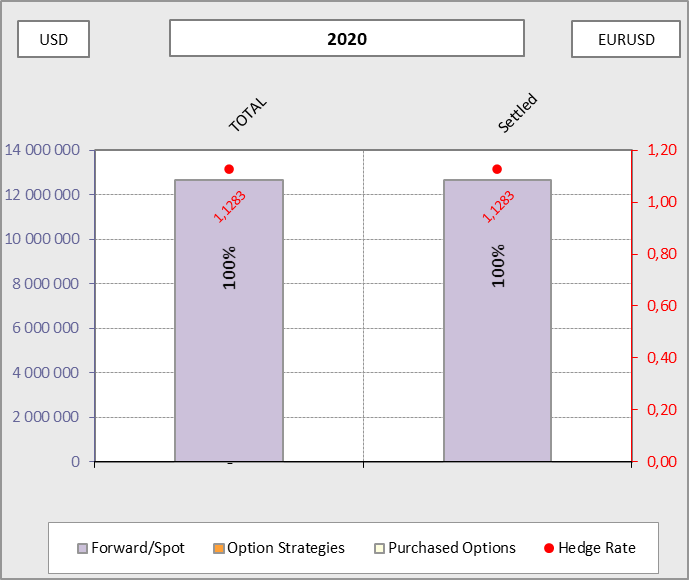 USD
2020
EURUSD
TOTAL
Settled
14 000 000
12 000 000
10 000 000
8 000 000
6 000 000
4 000 000
2 000 000
0
1,1283
100%
-
1,1283
100%
1,20
1,00
0,80
0,60
0,40
0,20
0,00
Forward/Spot
Option Strategies
Purchased Options
Hedge Rate